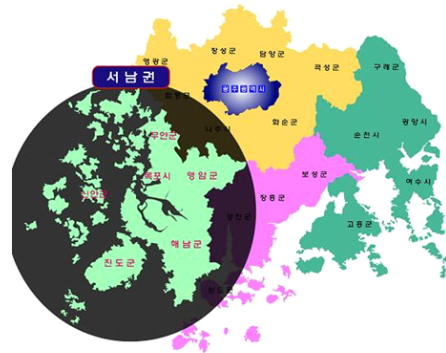 장성군
담양군
영광군
곡성군
구례군
서남권
함평군
광주광역시
광양시
나주시
화순군
무안군
순천시
목포시
영암군
보성군
여수시
신안군
장흥군
강진군
고흥군
해남군
진도군
완도군